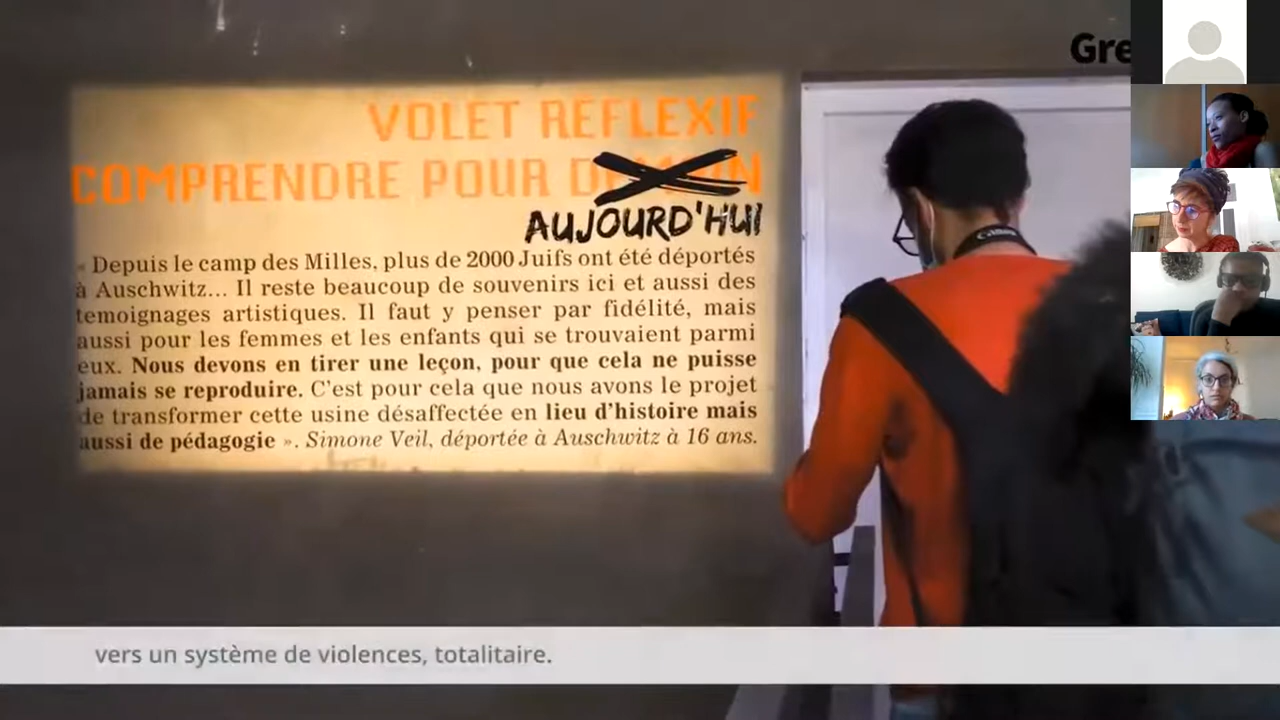 Gre
VOLET RÉFLEXIF
COMPRENDRE POUR
AUJOURD'HUI
« Depuis le camp des Milles, plus de 2000 Juifs ont été déportés
à Auschwitz... Il reste beaucoup de souvenirs ici et aussi des
temoignages artistiques. Il faut y penser par fidélité, mais
aussi pour les femmes et les enfants qui se trouvaient parmi
eux. Nous devons en tirer une leçon, pour que cela ne puisse
jamais se reproduire. C'est pour cela que nous avons le projet
de transformer cette usine désaffectée en lieu d'histoire mais
aussi de pédagogie ». Simone Veil, déportée à Auschwitz à 16 ans.
Canon
vers un système de violences, totalitaire.